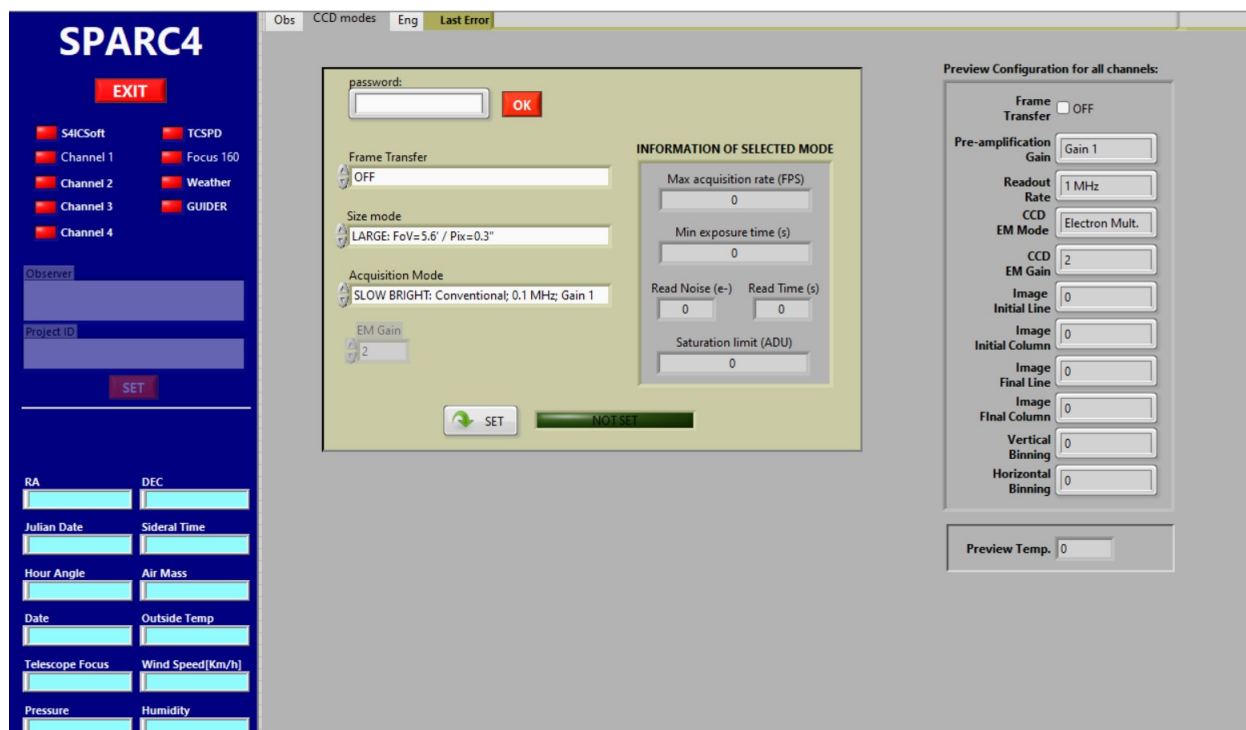 SPARC4
EXIT
S4ICSoft TCSPD
Channel 1 Focus 160
Channel 2 Weather
Channel 3 GUIDER
Channel 4
Observer
Project ID
SET
RA DEC
Julian Date Sideral Time
Hour Angle Air Mass
Date Outside Temp
Telescope Focus Wind Speed[Km/h]
Pressure Humidity
Obs CCD modes Eng Last Error
password:
OK
Frame Transfer
OFF
Size mode
LARGE: FoV=5.6' / Pix=0.3"
Acquisition Mode
SLOW BRIGHT: Conventional; 0.1 MHz; Gain 1
EM Gain
2
INFORMATION OF SELECTED MODE
Max acquisition rate (FPS)
0
Min exposure time (s)
0
Read Noise (e-) Read Time (s)
0 0
Saturation limit (ADU)
0
SET NOT SET
Preview Configuration for all channels:
Frame
Transfer OFF
Pre-amplification
Gain Gain 1
Readout
Rate 1 MHz
CCD
EM Mode Electron Mult.
CCD
EM Gain 2
Image
Initial Line 0
Image
Initial Column 0
Image
Final Line 0
Image
FInal Column 0
Vertical
Binning 0
Horizontal
Binning 0
Preview Temp. 0